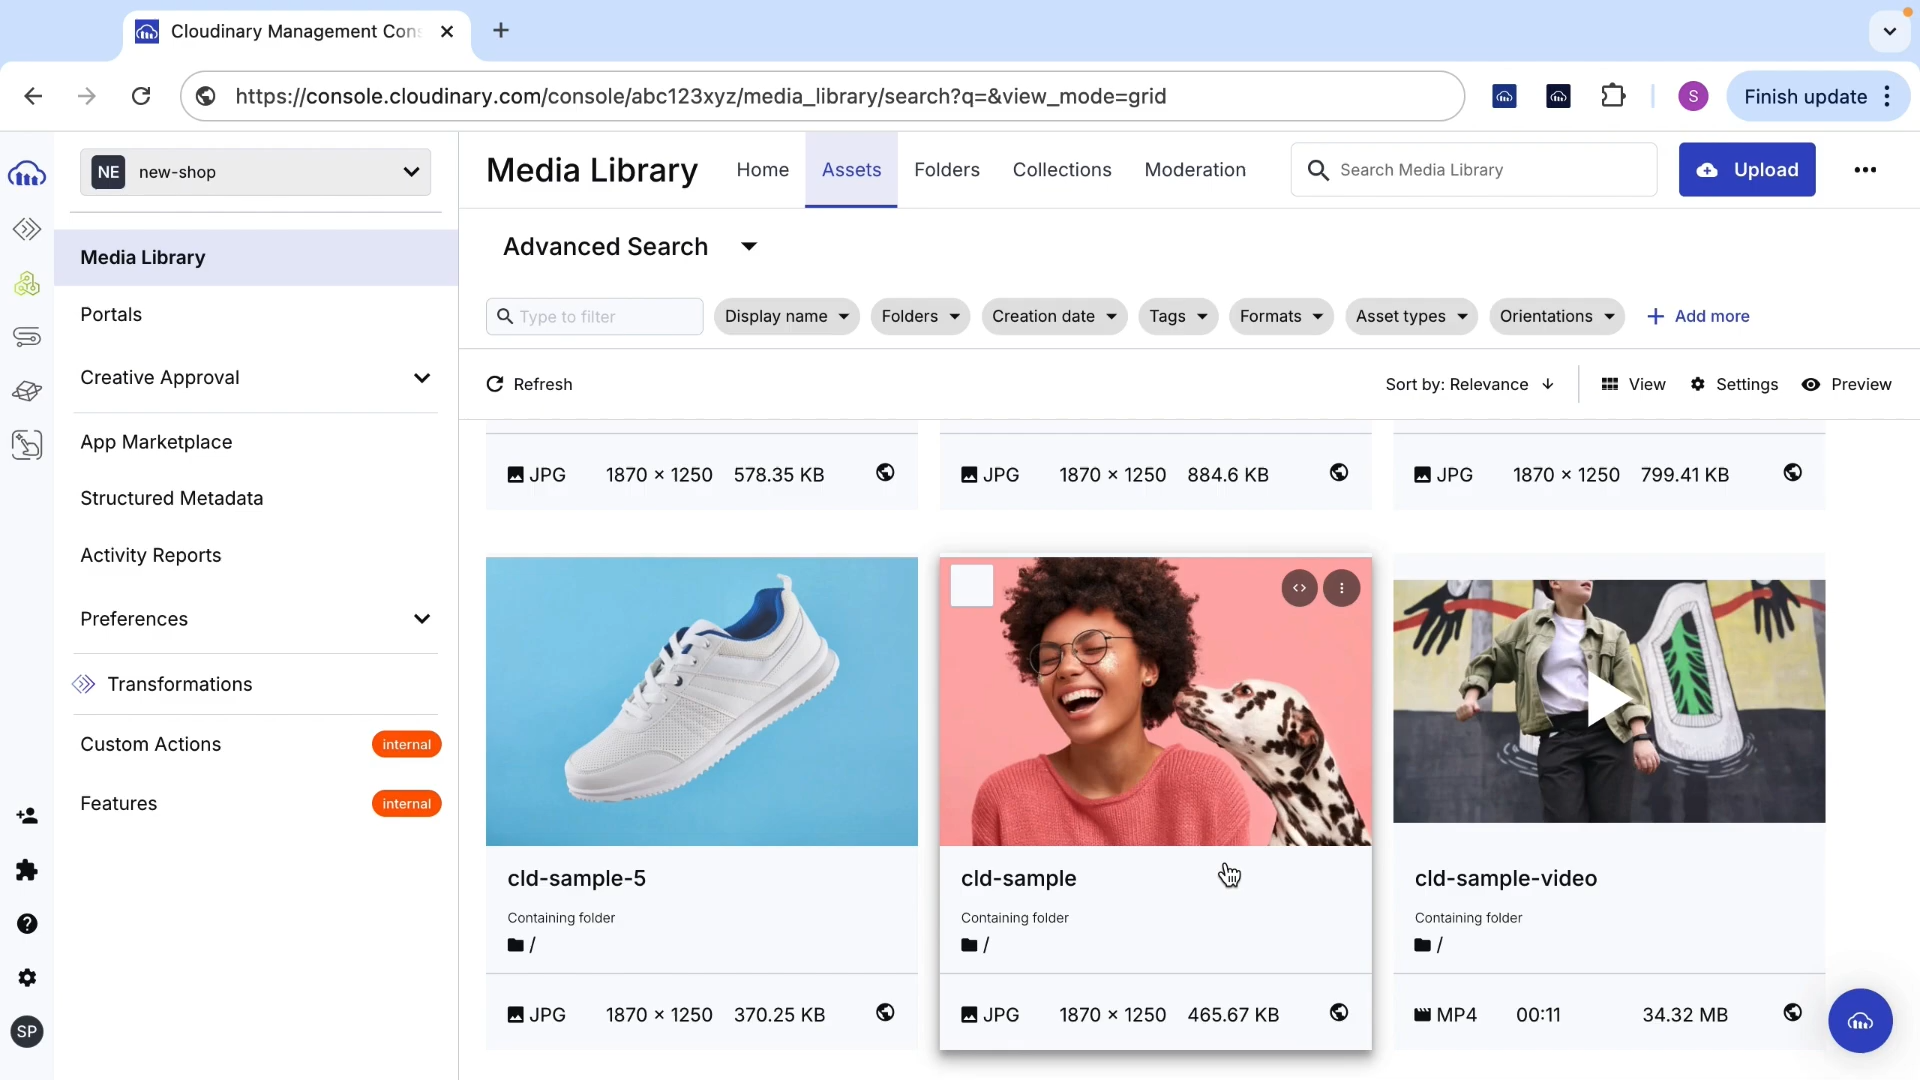 Cloudinary Management Cons
https://console.cloudinary.com/console/abc123xyz/media_library/search?q=&view_mode=grid
S
Finish update
NE new-shop
Media Library
Portals
Creative Approval
App Marketplace
Structured Metadata
Activity Reports
Preferences
Transformations
Custom Actions internal
Features internal
SP
Media Library Home Assets Folders Collections Moderation Search Media Library Upload
Advanced Search
Type to filter Display name Folders Creation date Tags Formats Asset types Orientations + Add more
Refresh Sort by: Relevance View Settings Preview
JPG 1870 × 1250 578.35 KB
JPG 1870 × 1250 884.6 KB
JPG 1870 × 1250 799.41 KB
cld-sample-5
Containing folder
/
JPG 1870 × 1250 370.25 KB
cld-sample
Containing folder
/
JPG 1870 × 1250 465.67 KB
cld-sample-video
Containing folder
/
MP4 00:11 34.32 MB